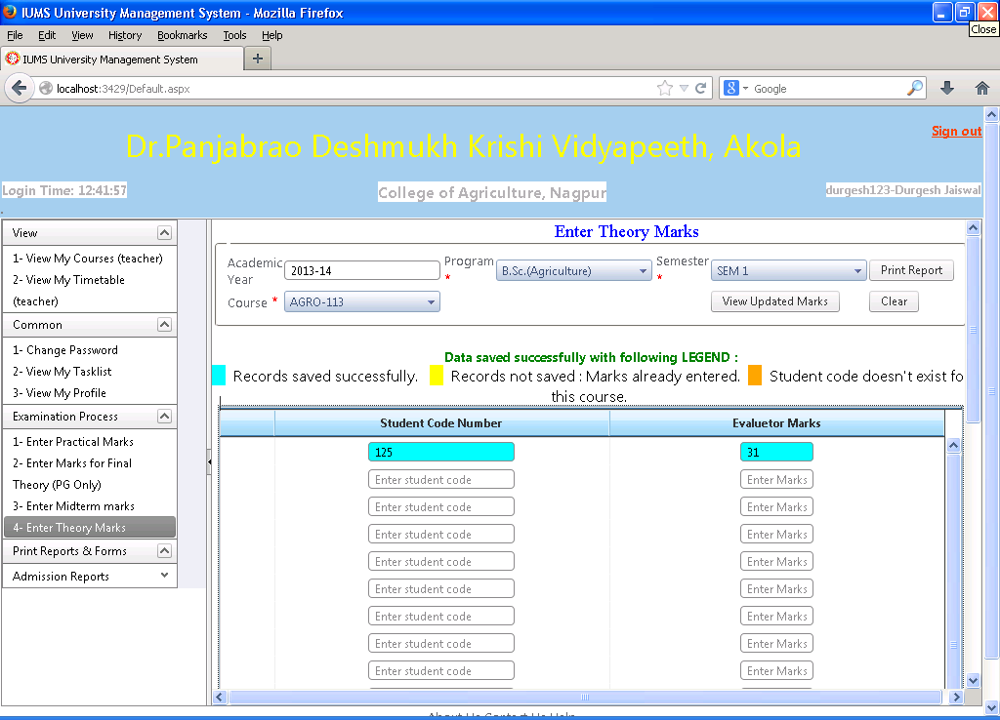 IUMS University Management System - Mozilla Firefox
Close
File Edit View History Bookmarks Tools Help
IUMS University Management System +
localhost:3429/Default.aspx
8 Google
Sign out
Dr.Panjabrao Deshmukh Krishi Vidyapeeth, Akola
Login Time: 12:41:57
College of Agriculture, Nagpur
durgesh123-Durgesh Jaiswal
View
1- View My Courses (teacher)
2- View My Timetable
(teacher)
Common
1- Change Password
2- View My Tasklist
3- View My Profile
Examination Process
1- Enter Practical Marks
2- Enter Marks for Final
Theory (PG Only)
3- Enter Midterm marks
4- Enter Theory Marks
Print Reports & Forms
Admission Reports
Enter Theory Marks
Academic Year 2013-14 Program * B.Sc.(Agriculture) Semester * SEM 1 Print Report
Course * AGRO-113 View Updated Marks Clear
Data saved successfully with following LEGEND :
Records saved successfully. Records not saved : Marks already entered. Student code doesn't exist fo
this course.
Student Code Number Evaluetor Marks
125 31
Enter student code Enter Marks
Enter student code Enter Marks
Enter student code Enter Marks
Enter student code Enter Marks
Enter student code Enter Marks
Enter student code Enter Marks
Enter student code Enter Marks
Enter student code Enter Marks
About Us Contact Us Help